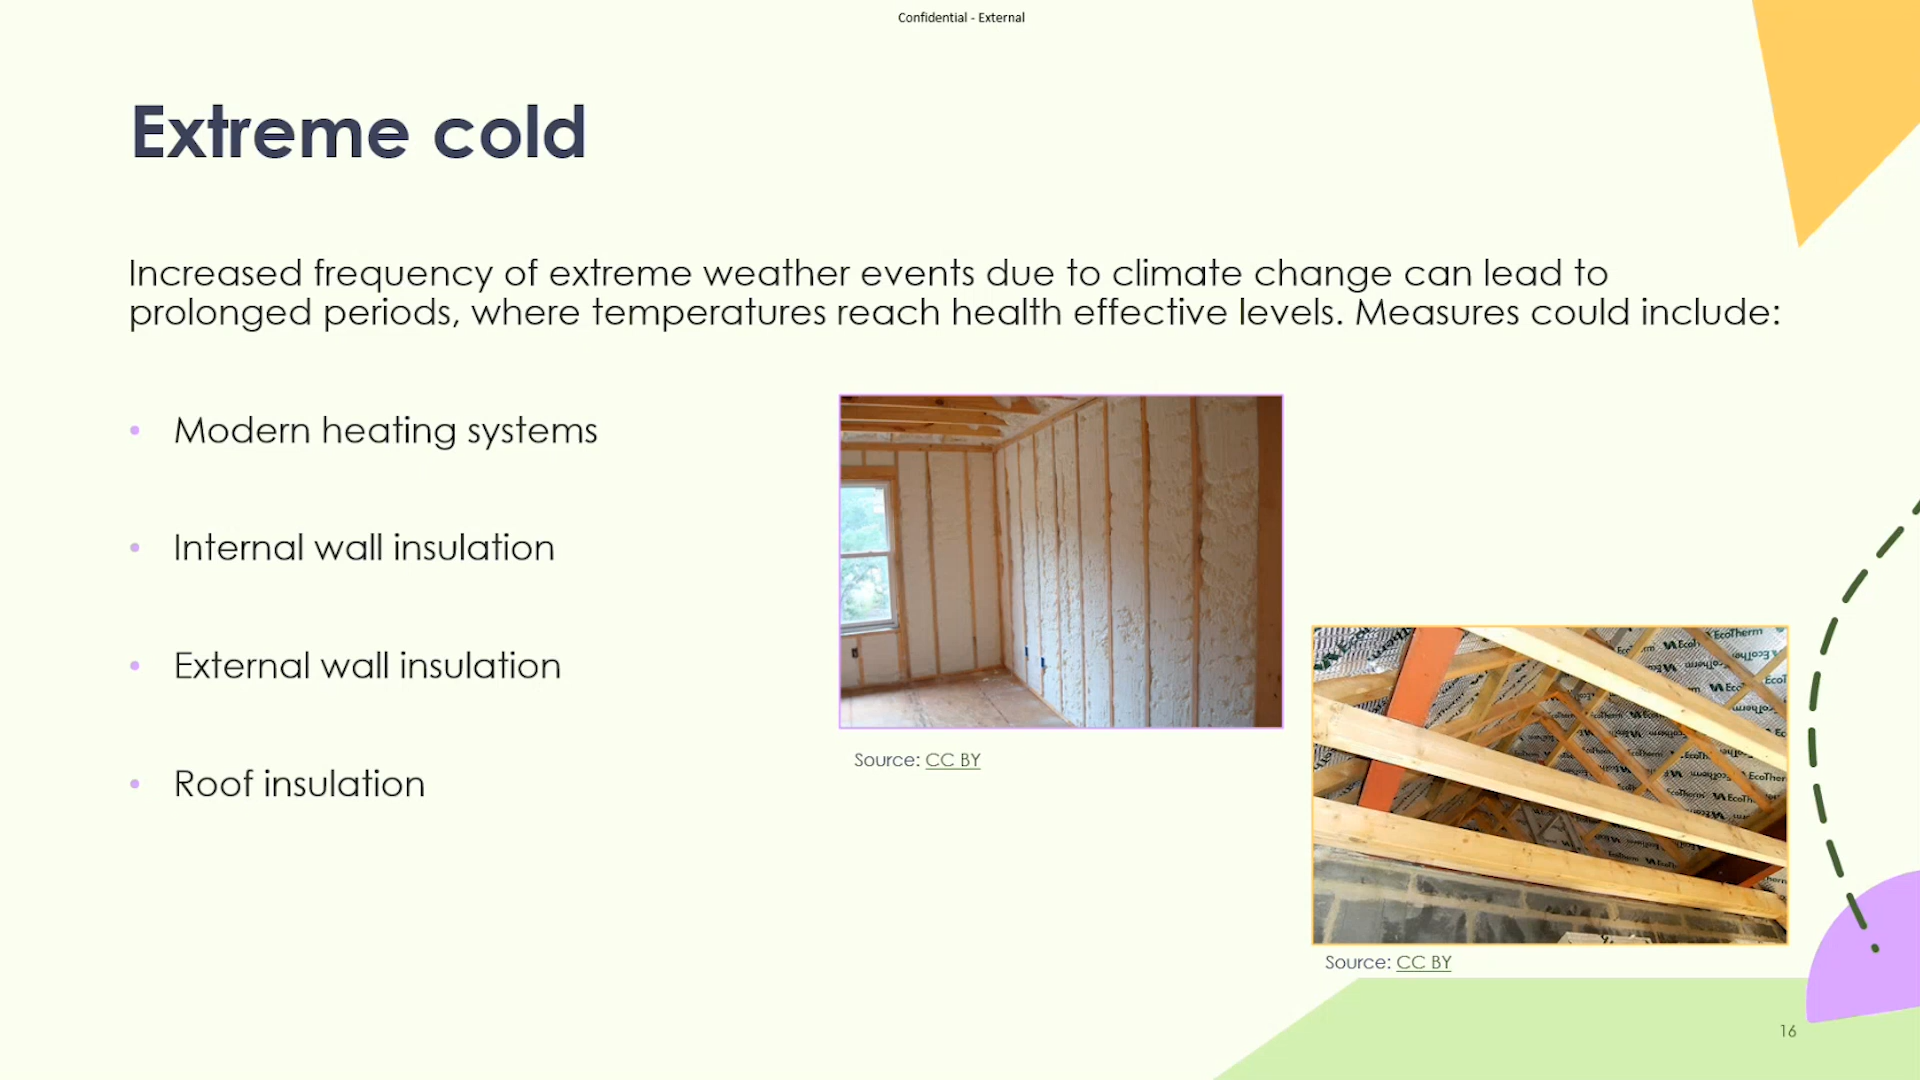 Confidential - External
Extreme cold
Increased frequency of extreme weather events due to climate change can lead to
prolonged periods, where temperatures reach health effective levels. Measures could include:
• Modern heating systems
• Internal wall insulation
• External wall insulation
• Roof insulation
Source: CC BY
EcoTherm
Source: CC BY
16